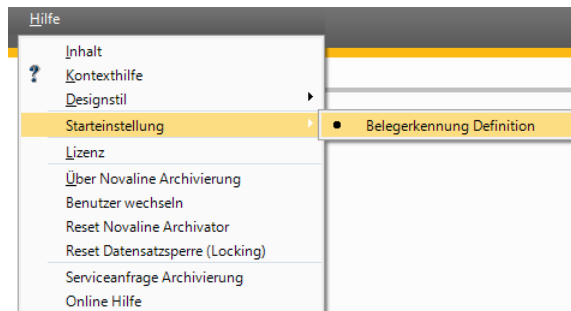 Hilfe
Inhalt
? Kontexthilfe
Designstil
Starteinstellung
Belegerkennung Definition
Lizenz
Über Novaline Archivierung
Benutzer wechseln
Reset Novaline Archivator
Reset Datensatzsperre (Locking)
Serviceanfrage Archivierung
Online Hilfe